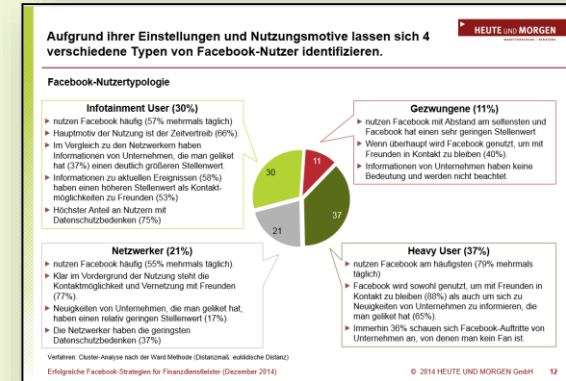 Aufgrund ihrer Einstellungen und Nutzungsmotive lassen sich 4
verschiedene Typen von Facebook-Nutzer identifizieren.
HEUTE UND MORGEN
Facebook-Nutzertypologie
Infotainment User (30%)
▶ nutzen Facebook häufig (57% mehrmals täglich)
▶ Hauptmotiv der Nutzung ist der Zeitvertreib (66%).
▶ Im Vergleich zu den Netzwerkern haben
Informationen von Unternehmen, die man geliket
hat (37%) einen deutlich größeren Stellenwert.
▶ Informationen zu aktuellen Ereignissen (58%)
haben einen höheren Stellenwert als Kontakt-
möglichkeiten zu Freunden (53%)
▶ Höchster Anteil an Nutzern mit
Datenschutzbedenken (75%)
Gezwungene (11%)
▶ nutzen Facebook mit Abstand am seltensten und
Facebook hat einen sehr geringen Stellenwert
▶ Wenn überhaupt wird Facebook genutzt, um mit
Freunden in Kontakt zu bleiben (40%).
▶ Informationen von Unternehmen haben keine
Bedeutung und werden nicht beachtet.
30
11
37
21
Netzwerker (21%)
▶ nutzen Facebook häufig (55% mehrmals täglich).
▶ Klar im Vordergrund der Nutzung steht die
Kontaktmöglichkeit und Vernetzung mit Freunden
(77%).
▶ Neuigkeiten von Unternehmen, die man geliket hat,
haben einen relativ geringen Stellenwert (17%).
▶ Die Netzwerker haben die geringsten
Datenschutzbedenken (37%)
Heavy User (37%)
▶ nutzen Facebook am häufigsten (79% mehrmals
täglich)
▶ Facebook wird sowohl genutzt, um mit Freunden in
Kontakt zu bleiben (88%) als auch um sich zu
Neuigkeiten von Unternehmen zu informieren, die
man geliket hat (65%).
▶ Immerhin 36% schauen sich Facebook-Auftritte von
Unternehmen an, von denen man kein Fan ist.
Verfahren: Cluster-Analyse nach der Ward Methode (Distanzmaß: euklidische Distanz)
Erfolgreiche Facebook-Strategien für Finanzdienstleister (Dezember 2014)
© 2014 HEUTE UND MORGEN GmbH 12